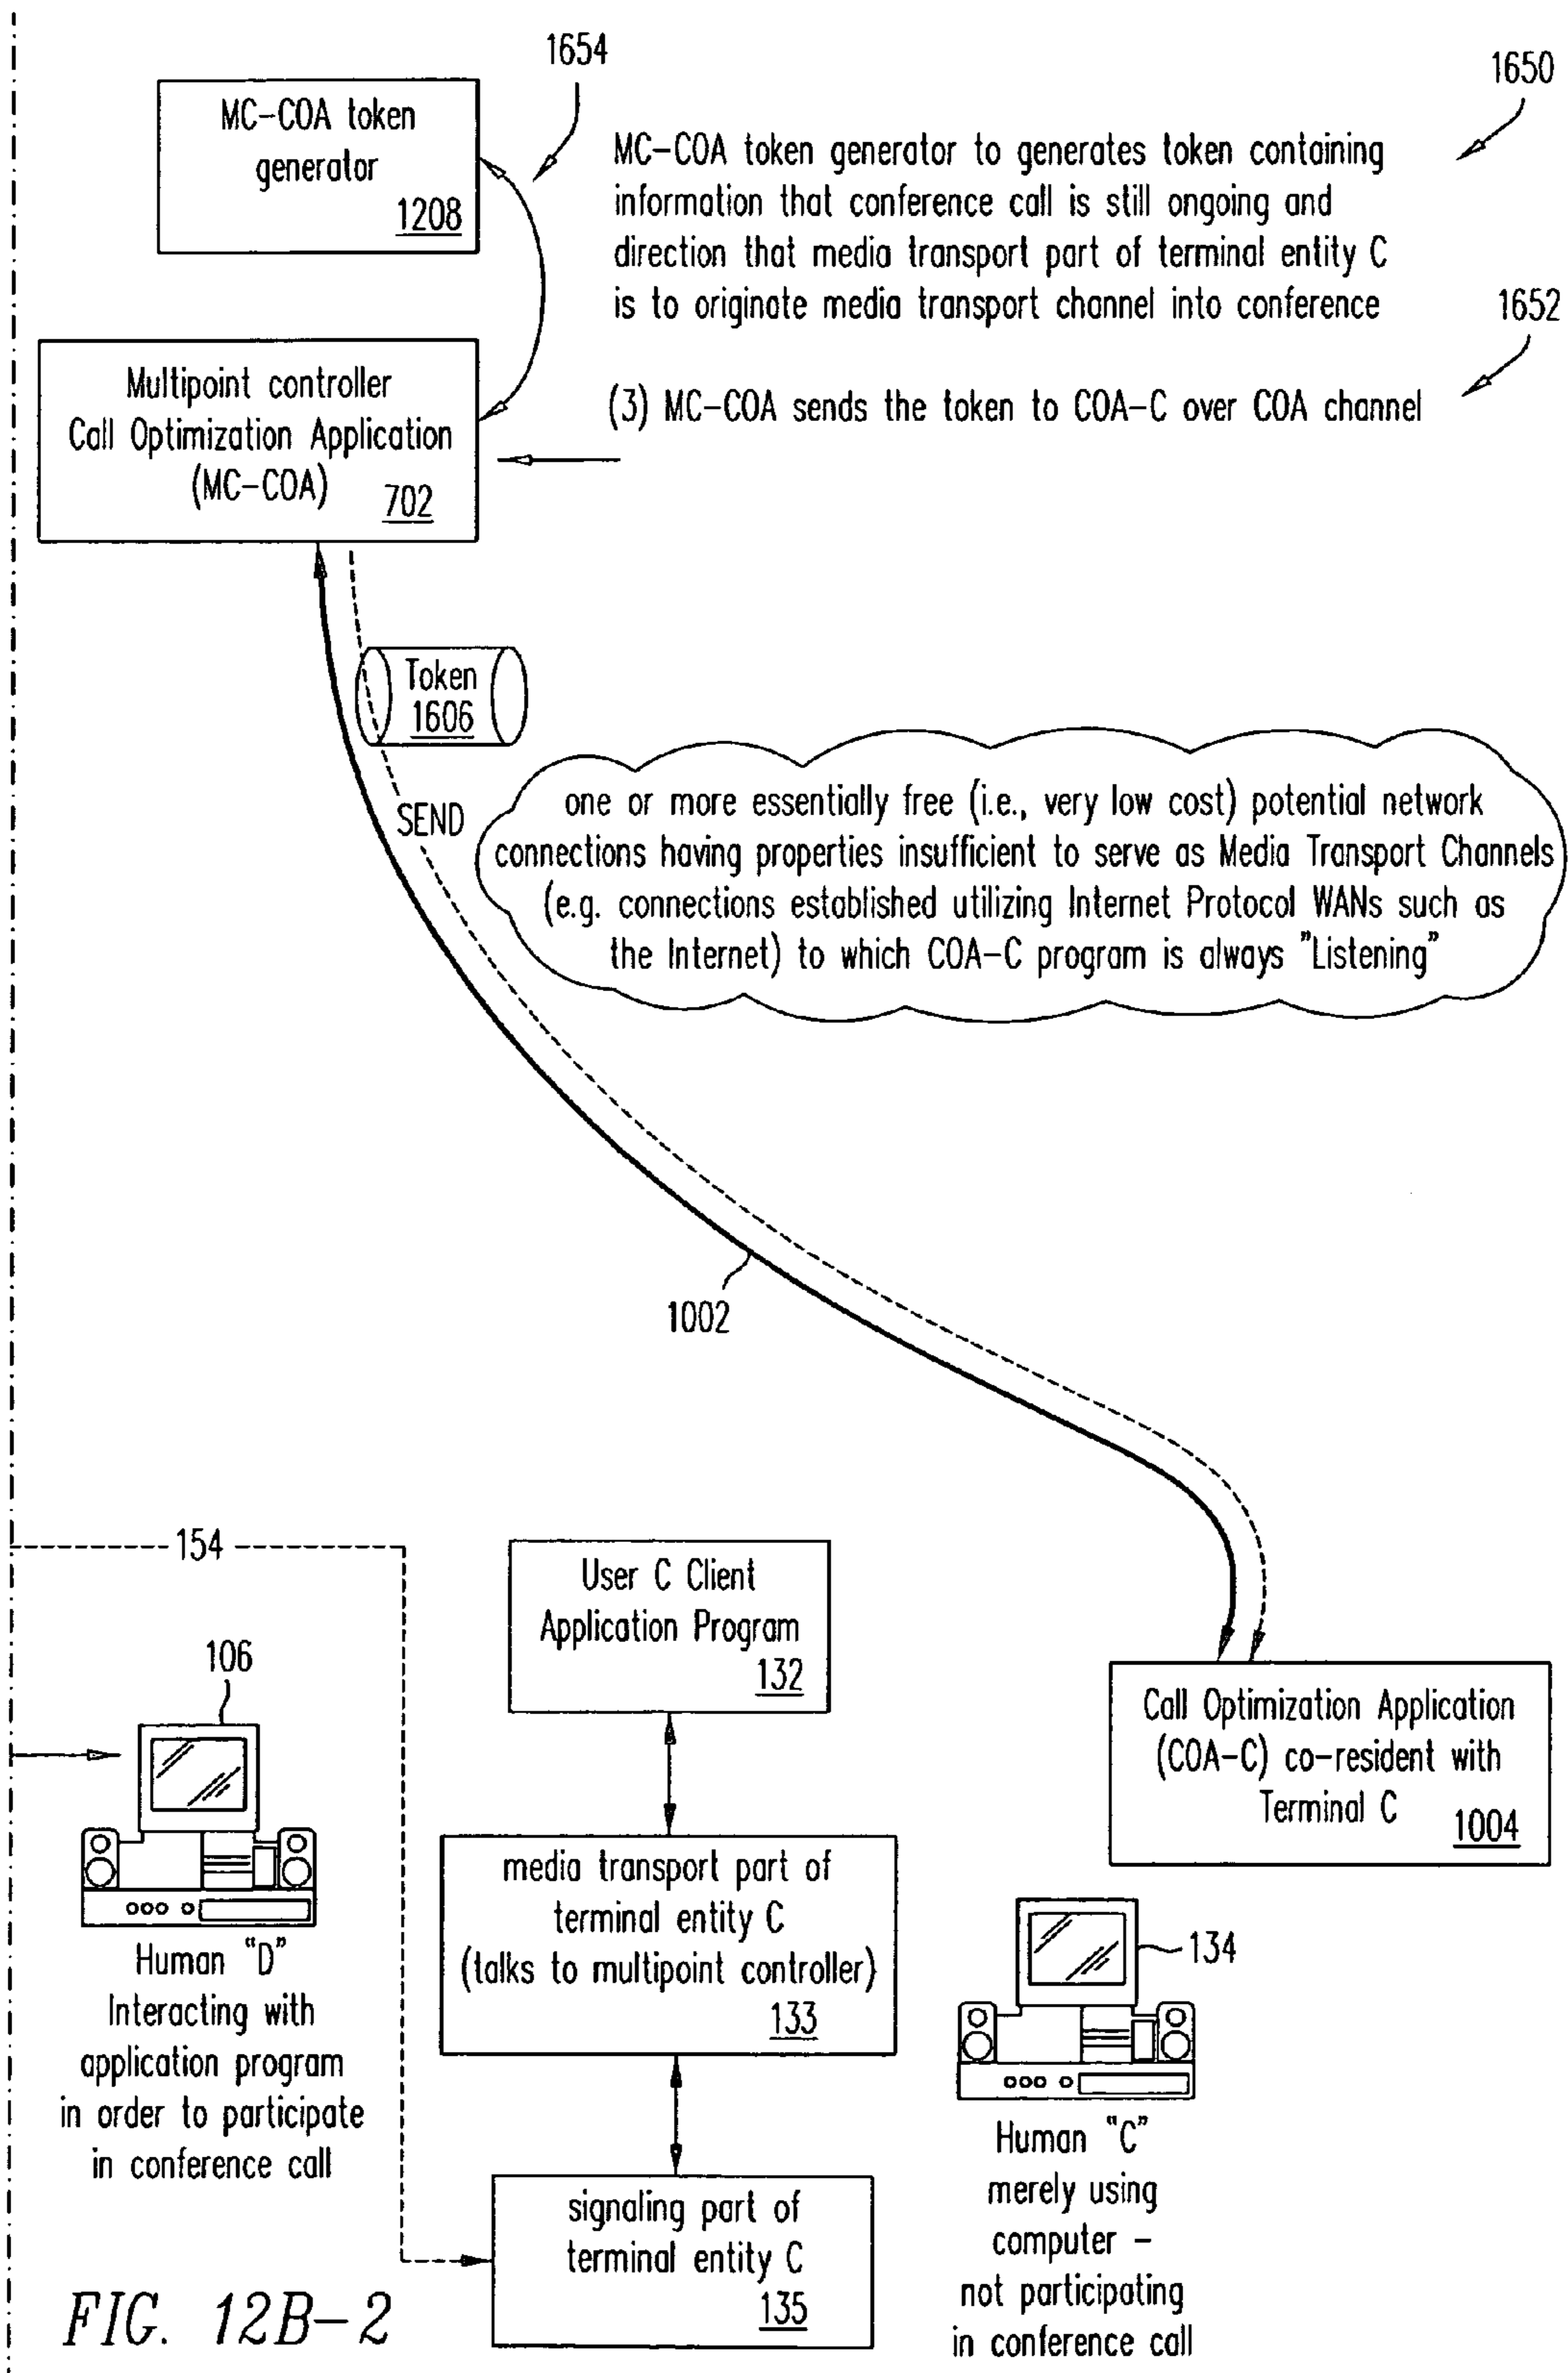 1654
1650
MC-COA token
generator
1208
MC-COA token generator to generates token containing
information that conference call is still ongoing and
direction that media transport part of terminal entity C
is to originate media transport channel into conference
1652
Multipoint controller
Call Optimization Application
(MC-COA)
702
(3) MC-COA sends the token to COA-C over COA channel
Token
1606
SEND
one or more essentially free (i.e., very low cost) potential network
connections having properties insufficient to serve as Media Transport Channels
(e.g. connections established utilizing Internet Protocol WANs such as
the Internet) to which COA-C program is always "Listening"
1002
154
User C Client
Application Program
132
106
Call Optimization Application
(COA-C) co-resident with
Terminal C
1004
media transport part of
terminal entity C
(talks to multipoint controller)
133
Human "D"
Interacting with
application program
in order to participate
in conference call
134
Human "C"
merely using
computer -
not participating
in conference call
signaling part of
terminal entity C
135
FIG. 12B-2